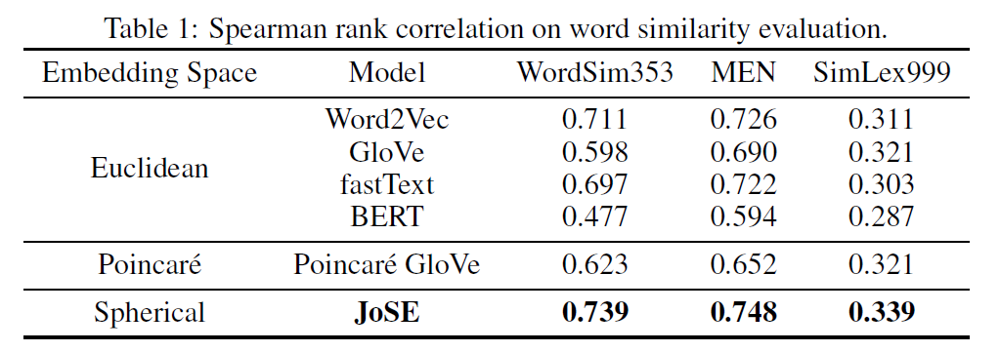 Table 1: Spearman rank correlation on word similarity evaluation.
Embedding Space Model WordSim353 MEN SimLex999
Euclidean
Word2Vec 0.711 0.726 0.311
GloVe 0.598 0.690 0.321
fastText 0.697 0.722 0.303
BERT 0.477 0.594 0.287
Poincaré Poincaré GloVe 0.623 0.652 0.321
Spherical JoSE 0.739 0.748 0.339